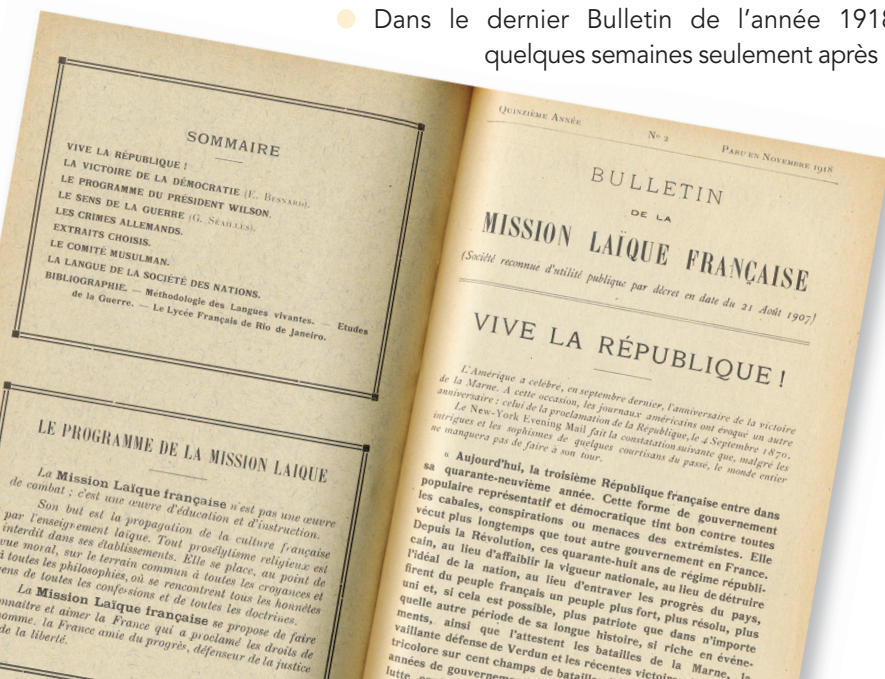 Dans le dernier Bulletin de l'année 1918
quelques semaines seulement après
SOMMAIRE
VIVE LA RÉPUBLIQUE !
LA VICTOIRE DE LA DÉMOCRATIE (E. BESNARD).
LE PROGRAMME DU PRÉSIDENT WILSON.
LE SENS DE LA GUERRE (G. SÉAILLES).
LES CRIMES ALLEMANDS.
EXTRAITS CHOISIS.
LE COMITÉ MUSULMAN.
LA LANGUE DE LA SOCIÉTÉ DES NATIONS.
BIBLIOGRAPHIE. — Méthodologie des Langues vivantes. — Etudes
de la Guerre. — Le Lycée Français de Rio de Janeiro.
LE PROGRAMME DE LA MISSION LAIQUE
La Mission Laïque française n'est pas une œuvre
de combat ; c'est une œuvre d'éducation et d'instruction.
Son but est la propagation de la culture française
par l'enseignement laïque. Tout prosélytisme religieux est
interdit dans ses établissements. Elle se place, au point de
vue moral, sur le terrain commun à toutes les croyances et
à toutes les philosophies, où se rencontrent tous les honnêtes
gens de toutes les confessions et de toutes les doctrines.
La Mission Laïque française se propose de faire
connaître et aimer la France qui a proclamé les droits de
homme, la France amie du progrès, défenseur de la justice
de la liberté.
QUINZIÈME ANNÉE
N° 2
PARU EN NOVEMBRE 1918
BULLETIN
DE LA
MISSION LAÏQUE FRANÇAISE
(Société reconnue d'utilité publique par décret en date du 21 Août 1907)
VIVE LA RÉPUBLIQUE !
L'Amérique a célébré, en septembre dernier, l'anniversaire de la victoire
de la Marne. A cette occasion, les journaux américains ont évoqué un autre
anniversaire : celui de la proclamation de la République, le 4 Septembre 1870.
Le New-York Evening Mail fait la constatation suivante que, malgré les
intrigues et les sophismes de quelques courtisans du passé, le monde entier
ne manquera pas de faire à son tour.
« Aujourd'hui, la troisième République française entre dans
sa quarante-neuvième année. Cette forme de gouvernement
populaire représentatif et démocratique tint bon contre toutes
les cabales, conspirations ou menaces des extrémistes. Elle
vécut plus longtemps que tout autre gouvernement en France.
Depuis la Révolution, ces quarante-huit ans de régime républi-
cain, au lieu d'affaiblir la vigueur nationale, au lieu de détruire
l'idéal de la nation, au lieu d'entraver les progrès du pays,
firent du peuple français un peuple plus fort, plus résolu, plus
uni et, si cela est possible, plus patriote que dans n'importe
quelle autre période de sa longue histoire, si riche en événe-
ments, ainsi que l'attestent les batailles de la Marne, la
vaillante défense de Verdun et les récentes
tricolore sur cent champs de
années de
lutte